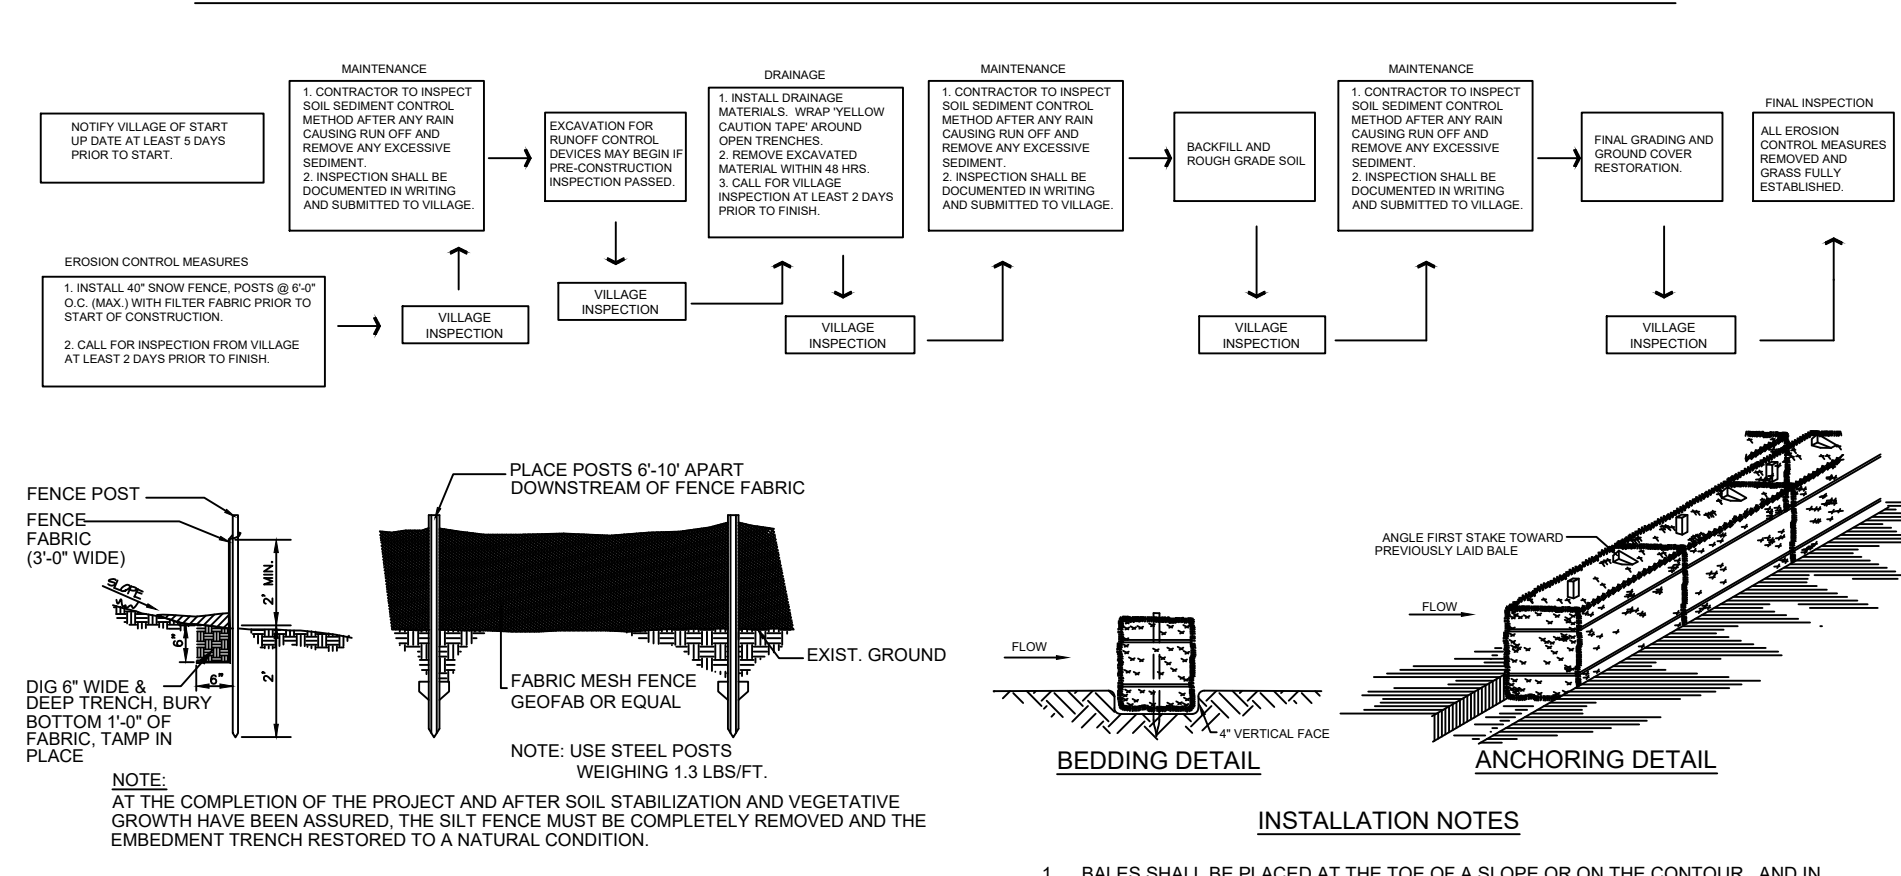 NOTIFY VILLAGE OF START
UP DATE AT LEAST 5 DAYS
PRIOR TO START.
EROSION CONTROL MEASURES
1. INSTALL 40" SNOW FENCE, POSTS @ 6'-0"
O.C. (MAX.) WITH FILTER FABRIC PRIOR TO
START OF CONSTRUCTION.
2. CALL FOR INSPECTION FROM VILLAGE
AT LEAST 2 DAYS PRIOR TO FINISH.
VILLAGE
INSPECTION
MAINTENANCE
1. CONTRACTOR TO INSPECT
SOIL SEDIMENT CONTROL
METHOD AFTER ANY RAIN
CAUSING RUN OFF AND
REMOVE ANY EXCESSIVE
SEDIMENT.
2. INSPECTION SHALL BE
DOCUMENTED IN WRITING
AND SUBMITTED TO VILLAGE.
EXCAVATION FOR
RUNOFF CONTROL
DEVICES MAY BEGIN IF
PRE-CONSTRUCTION
INSPECTION PASSED.
VILLAGE
INSPECTION
DRAINAGE
1. INSTALL DRAINAGE
MATERIALS. WRAP 'YELLOW
CAUTION TAPE' AROUND
OPEN TRENCHES.
2. REMOVE EXCAVATED
MATERIAL WITHIN 48 HRS.
3. CALL FOR VILLAGE
INSPECTION AT LEAST 2 DAYS
PRIOR TO FINISH.
VILLAGE
INSPECTION
MAINTENANCE
1. CONTRACTOR TO INSPECT
SOIL SEDIMENT CONTROL
METHOD AFTER ANY RAIN
CAUSING RUN OFF AND
REMOVE ANY EXCESSIVE
SEDIMENT.
2. INSPECTION SHALL BE
DOCUMENTED IN WRITING
AND SUBMITTED TO VILLAGE.
BACKFILL AND
ROUGH GRADE SOIL
VILLAGE
INSPECTION
MAINTENANCE
1. CONTRACTOR TO INSPECT
SOIL SEDIMENT CONTROL
METHOD AFTER ANY RAIN
CAUSING RUN OFF AND
REMOVE ANY EXCESSIVE
SEDIMENT.
2. INSPECTION SHALL BE
DOCUMENTED IN WRITING
AND SUBMITTED TO VILLAGE.
FINAL GRADING AND
GROUND COVER
RESTORATION.
VILLAGE
INSPECTION
FINAL INSPECTION
ALL EROSION
CONTROL MEASURES
REMOVED AND
GRASS FULLY
ESTABLISHED.
FENCE POST
FENCE
FABRIC
(3'-0" WIDE)
SLOPE
2' MIN.
6"
6"
2'
DIG 6" WIDE &
DEEP TRENCH, BURY
BOTTOM 1'-0" OF
FABRIC, TAMP IN
PLACE
PLACE POSTS 6'-10' APART
DOWNSTREAM OF FENCE FABRIC
EXIST. GROUND
FABRIC MESH FENCE
GEOFAB OR EQUAL
NOTE: USE STEEL POSTS
WEIGHING 1.3 LBS/FT.
NOTE:
AT THE COMPLETION OF THE PROJECT AND AFTER SOIL STABILIZATION AND VEGETATIVE
GROWTH HAVE BEEN ASSURED, THE SILT FENCE MUST BE COMPLETELY REMOVED AND THE
EMBEDMENT TRENCH RESTORED TO A NATURAL CONDITION.
FLOW
4" VERTICAL FACE
BEDDING DETAIL
ANGLE FIRST STAKE TOWARD
PREVIOUSLY LAID BALE
FLOW
ANCHORING DETAIL
INSTALLATION NOTES
1. BALES SHALL BE PLACED AT THE TOE OF A SLOPE OR ON THE CONTOUR AND IN